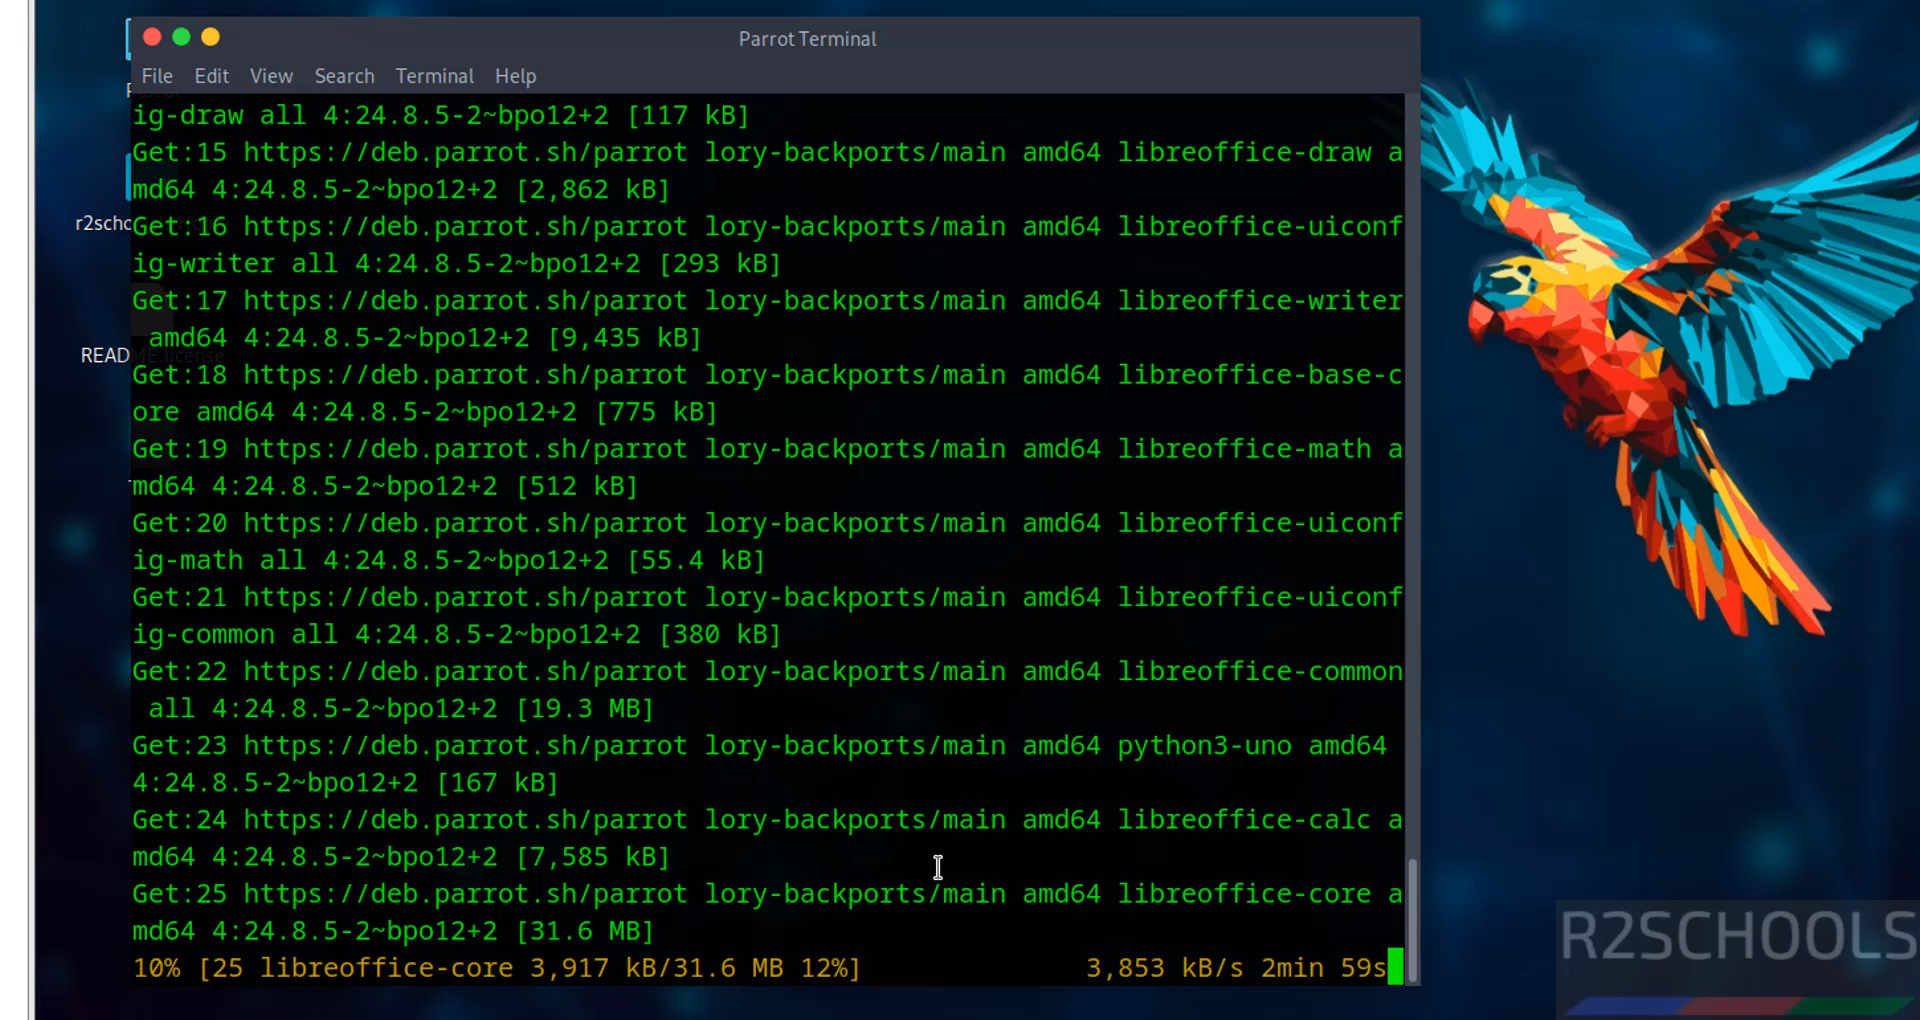 Parrot Terminal
File Edit View Search Terminal Help
ig-draw all 4:24.8.5-2~bpo12+2 [117 kB]
Get:15 https://deb.parrot.sh/parrot lory-backports/main amd64 libreoffice-draw a
md64 4:24.8.5-2~bpo12+2 [2,862 kB]
r2scho
Get:16 https://deb.parrot.sh/parrot lory-backports/main amd64 libreoffice-uiconf
ig-writer all 4:24.8.5-2~bpo12+2 [293 kB]
Get:17 https://deb.parrot.sh/parrot lory-backports/main amd64 libreoffice-writer
 amd64 4:24.8.5-2~bpo12+2 [9,435 kB]
README.license
Get:18 https://deb.parrot.sh/parrot lory-backports/main amd64 libreoffice-base-c
ore amd64 4:24.8.5-2~bpo12+2 [775 kB]
Get:19 https://deb.parrot.sh/parrot lory-backports/main amd64 libreoffice-math a
md64 4:24.8.5-2~bpo12+2 [512 kB]
Get:20 https://deb.parrot.sh/parrot lory-backports/main amd64 libreoffice-uiconf
ig-math all 4:24.8.5-2~bpo12+2 [55.4 kB]
Get:21 https://deb.parrot.sh/parrot lory-backports/main amd64 libreoffice-uiconf
ig-common all 4:24.8.5-2~bpo12+2 [380 kB]
Get:22 https://deb.parrot.sh/parrot lory-backports/main amd64 libreoffice-common
 all 4:24.8.5-2~bpo12+2 [19.3 MB]
Get:23 https://deb.parrot.sh/parrot lory-backports/main amd64 python3-uno amd64
4:24.8.5-2~bpo12+2 [167 kB]
Get:24 https://deb.parrot.sh/parrot lory-backports/main amd64 libreoffice-calc a
md64 4:24.8.5-2~bpo12+2 [7,585 kB]
Get:25 https://deb.parrot.sh/parrot lory-backports/main amd64 libreoffice-core a
md64 4:24.8.5-2~bpo12+2 [31.6 MB]
10% [25 libreoffice-core 3,917 kB/31.6 MB 12%] 3,853 kB/s 2min 59s
R2SCHOOLS